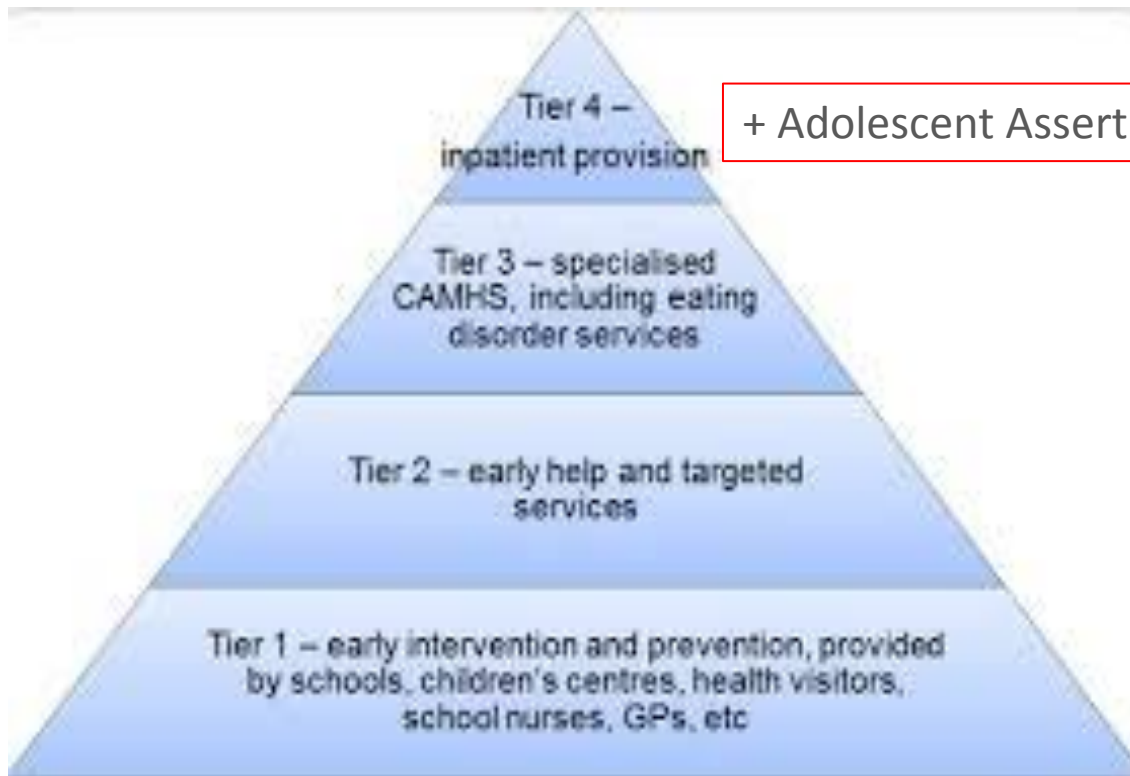 Tier 4 –
inpatient provision
+ Adolescent Assert
Tier 3 – specialised
CAMHS, including eating
disorder services
Tier 2 – early help and targeted
services
Tier 1 – early intervention and prevention, provided
by schools, children's centres, health visitors,
school nurses, GPs, etc